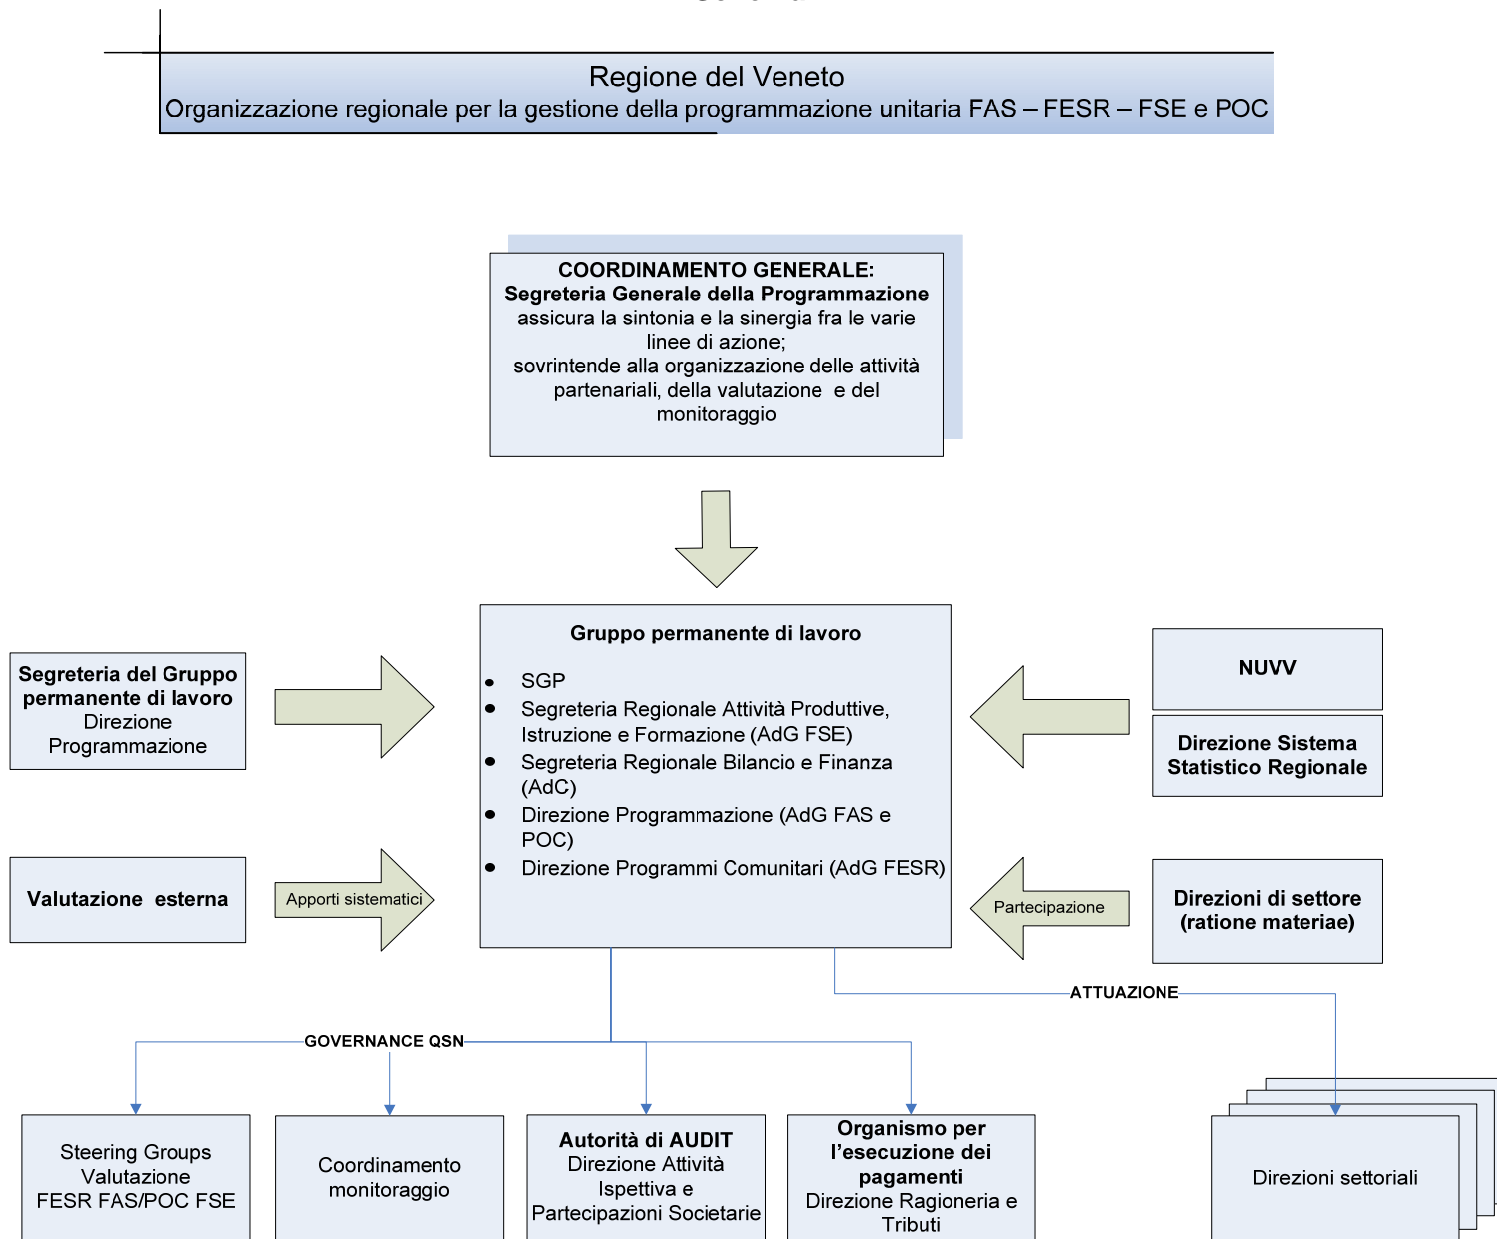 Regione del Veneto
Organizzazione regionale per la gestione della programmazione unitaria FAS – FESR – FSE e POC
COORDINAMENTO GENERALE:
Segreteria Generale della Programmazione
assicura la sintonia e la sinergia fra le varie
linee di azione;
sovrintende alla organizzazione delle attività
partenariali, della valutazione e del
monitoraggio
Gruppo permanente di lavoro
• SGP
• Segreteria Regionale Attività Produttive,
Istruzione e Formazione (AdG FSE)
• Segreteria Regionale Bilancio e Finanza
(AdC)
• Direzione Programmazione (AdG FAS e
POC)
• Direzione Programmi Comunitari (AdG FESR)
Segreteria del Gruppo
permanente di lavoro
Direzione
Programmazione
NUVV
Direzione Sistema
Statistico Regionale
Valutazione esterna
Apporti sistematici
Partecipazione
Direzioni di settore
(ratione materiae)
ATTUAZIONE
GOVERNANCE QSN
Steering Groups
Valutazione
FESR FAS/POC FSE
Coordinamento
monitoraggio
Autorità di AUDIT
Direzione Attività
Ispettiva e
Partecipazioni Societarie
Organismo per
l'esecuzione dei
pagamenti
Direzione Ragioneria e
Tributi
Direzioni settoriali